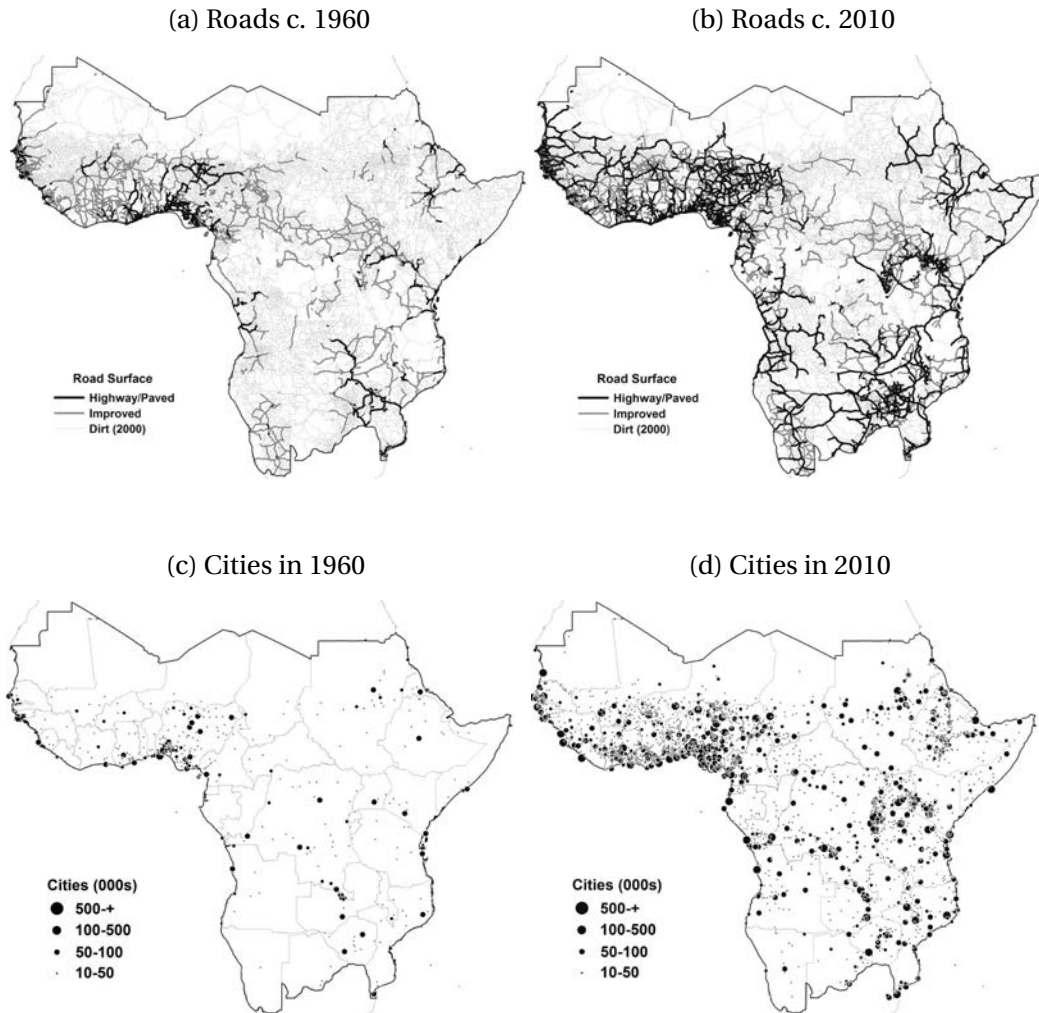 (a) Roads c. 1960
(b) Roads c. 2010
Road Surface
Highway/Paved
Improved
Dirt (2000)
Road Surface
Highway/Paved
Improved
Dirt (2000)
(c) Cities in 1960
(d) Cities in 2010
Cities (000s)
500-+
100-500
50-100
10-50
Cities (000s)
500-+
100-500
50-100
10-50